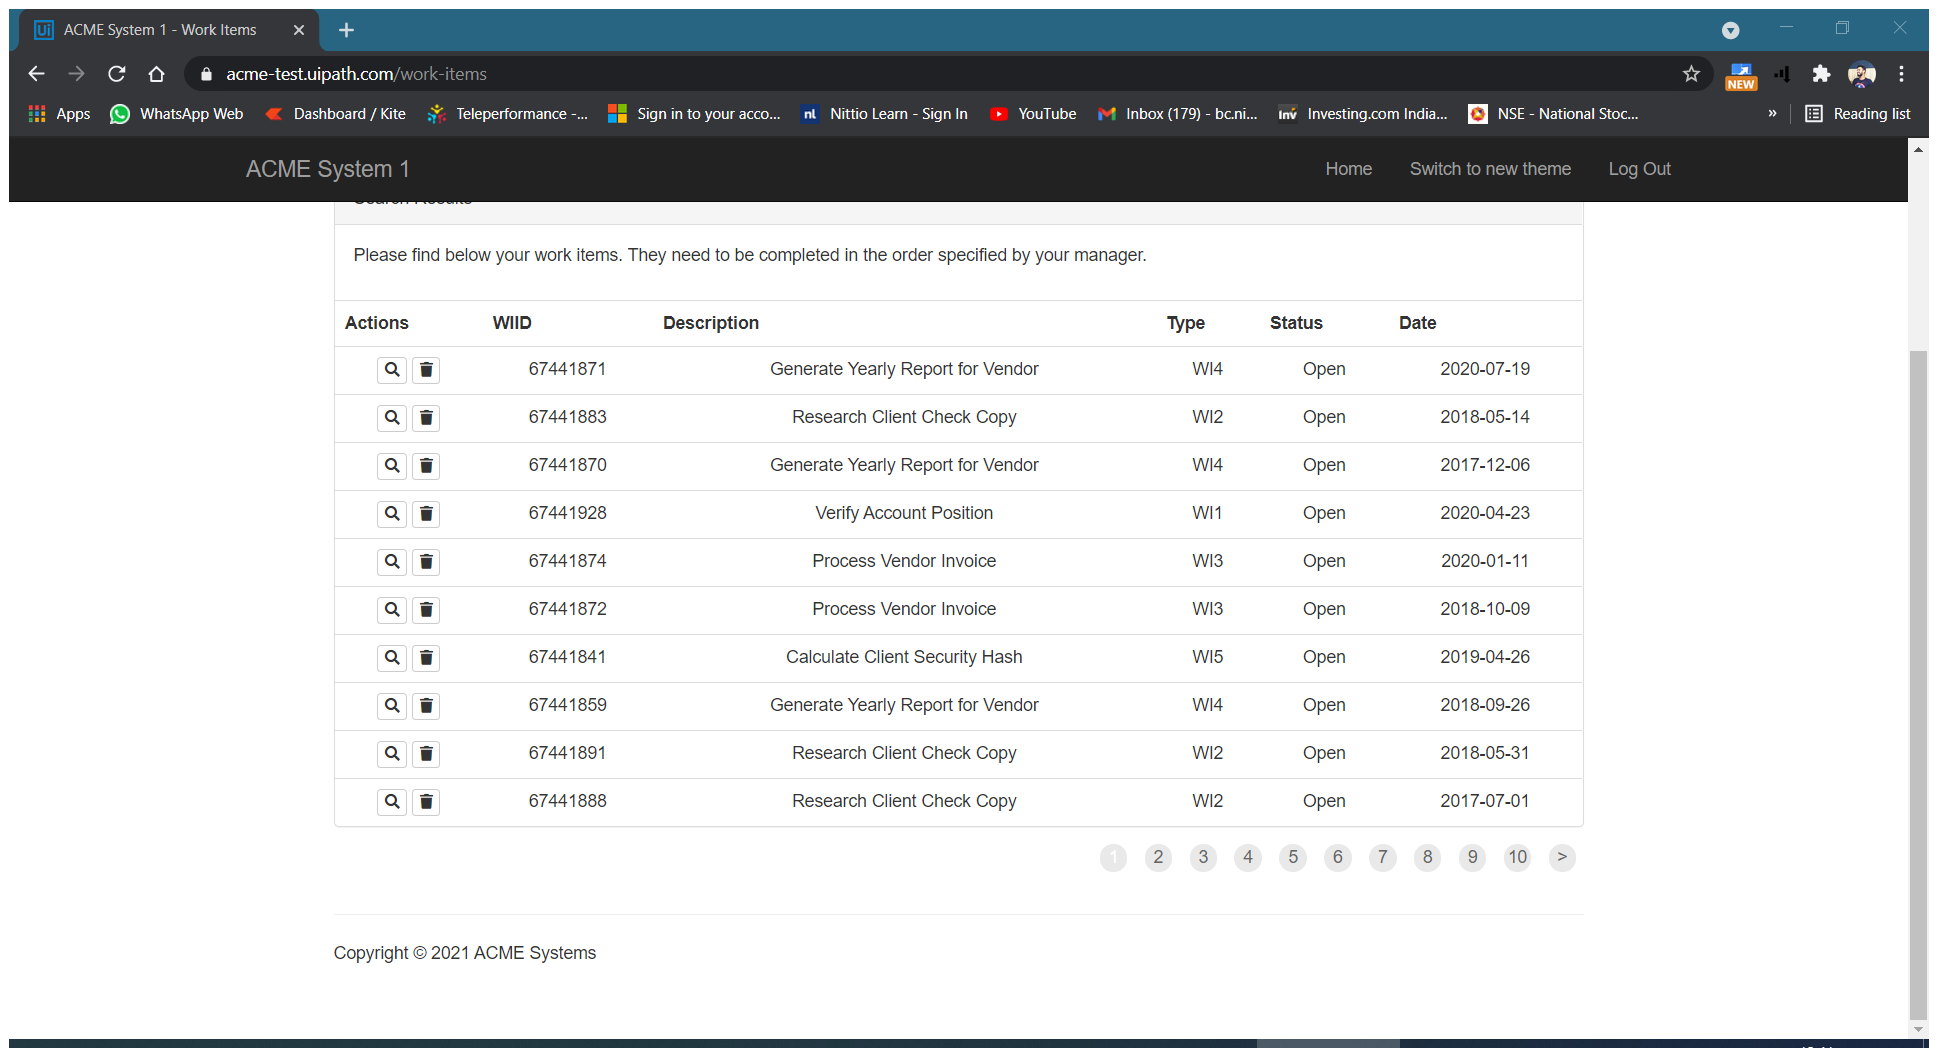 ACME System 1 - Work Items
acme-test.uipath.com/work-items
NEW
Apps WhatsApp Web Dashboard / Kite Teleperformance -... Sign in to your acco... nl Nittio Learn - Sign In YouTube Inbox (179) - bc.ni... Inv Investing.com India... NSE - National Stoc... » Reading list
ACME System 1 Home Switch to new theme Log Out
Search Results
Please find below your work items. They need to be completed in the order specified by your manager.
Actions WIID Description Type Status Date
67441871 Generate Yearly Report for Vendor WI4 Open 2020-07-19
67441883 Research Client Check Copy WI2 Open 2018-05-14
67441870 Generate Yearly Report for Vendor WI4 Open 2017-12-06
67441928 Verify Account Position WI1 Open 2020-04-23
67441874 Process Vendor Invoice WI3 Open 2020-01-11
67441872 Process Vendor Invoice WI3 Open 2018-10-09
67441841 Calculate Client Security Hash WI5 Open 2019-04-26
67441859 Generate Yearly Report for Vendor WI4 Open 2018-09-26
67441891 Research Client Check Copy WI2 Open 2018-05-31
67441888 Research Client Check Copy WI2 Open 2017-07-01
1 2 3 4 5 6 7 8 9 10 >
Copyright © 2021 ACME Systems